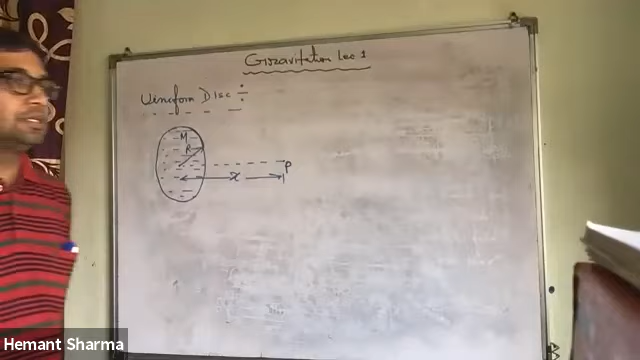 Gravitation Lec 1
Uniform Disc :
M
R
x
P
Hemant Sharma